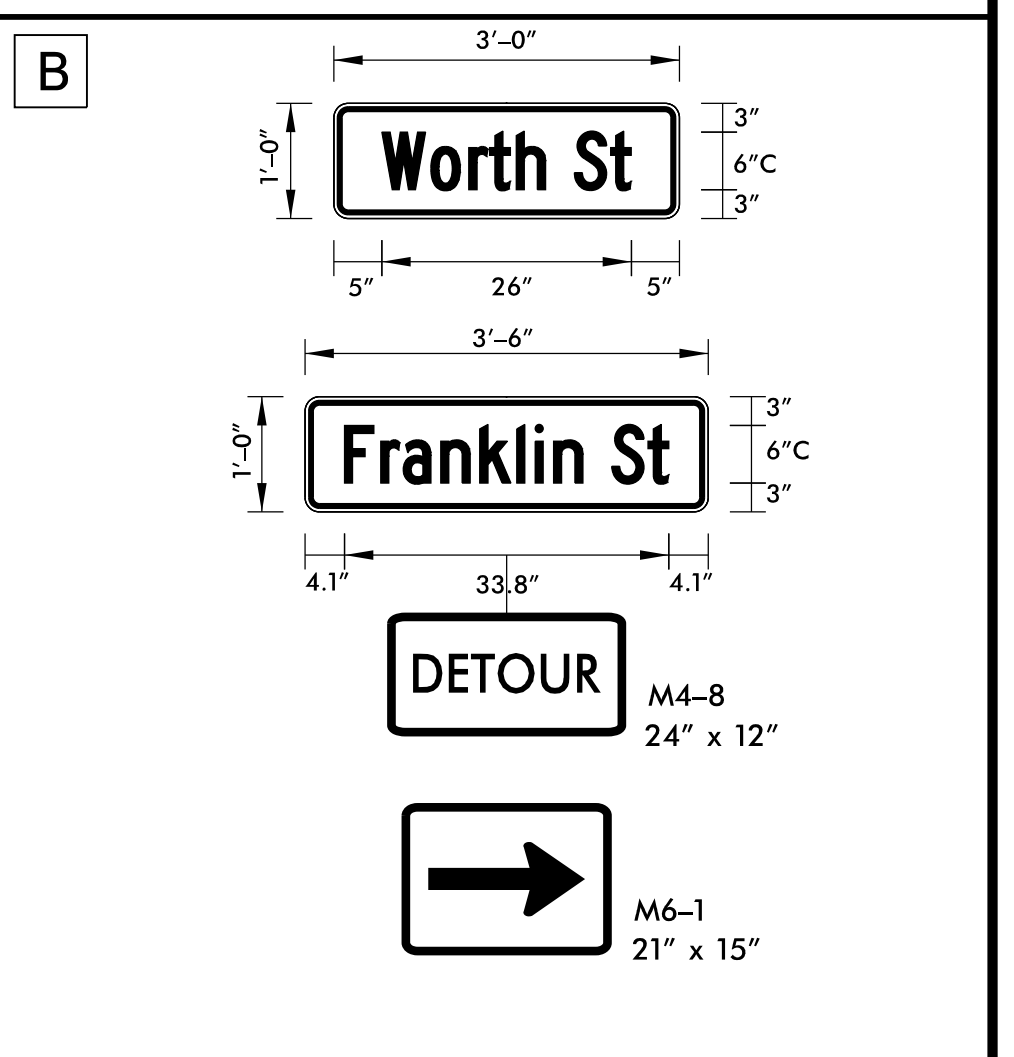 B
3′–0″
1′–0″
Worth St
3″
6″C
3″
5″ 26″ 5″
3′–6″
1′–0″
Franklin St
3″
6″C
3″
4.1″ 33.8″ 4.1″
DETOUR
M4–8
24″ x 12″
M6–1
21″ x 15″